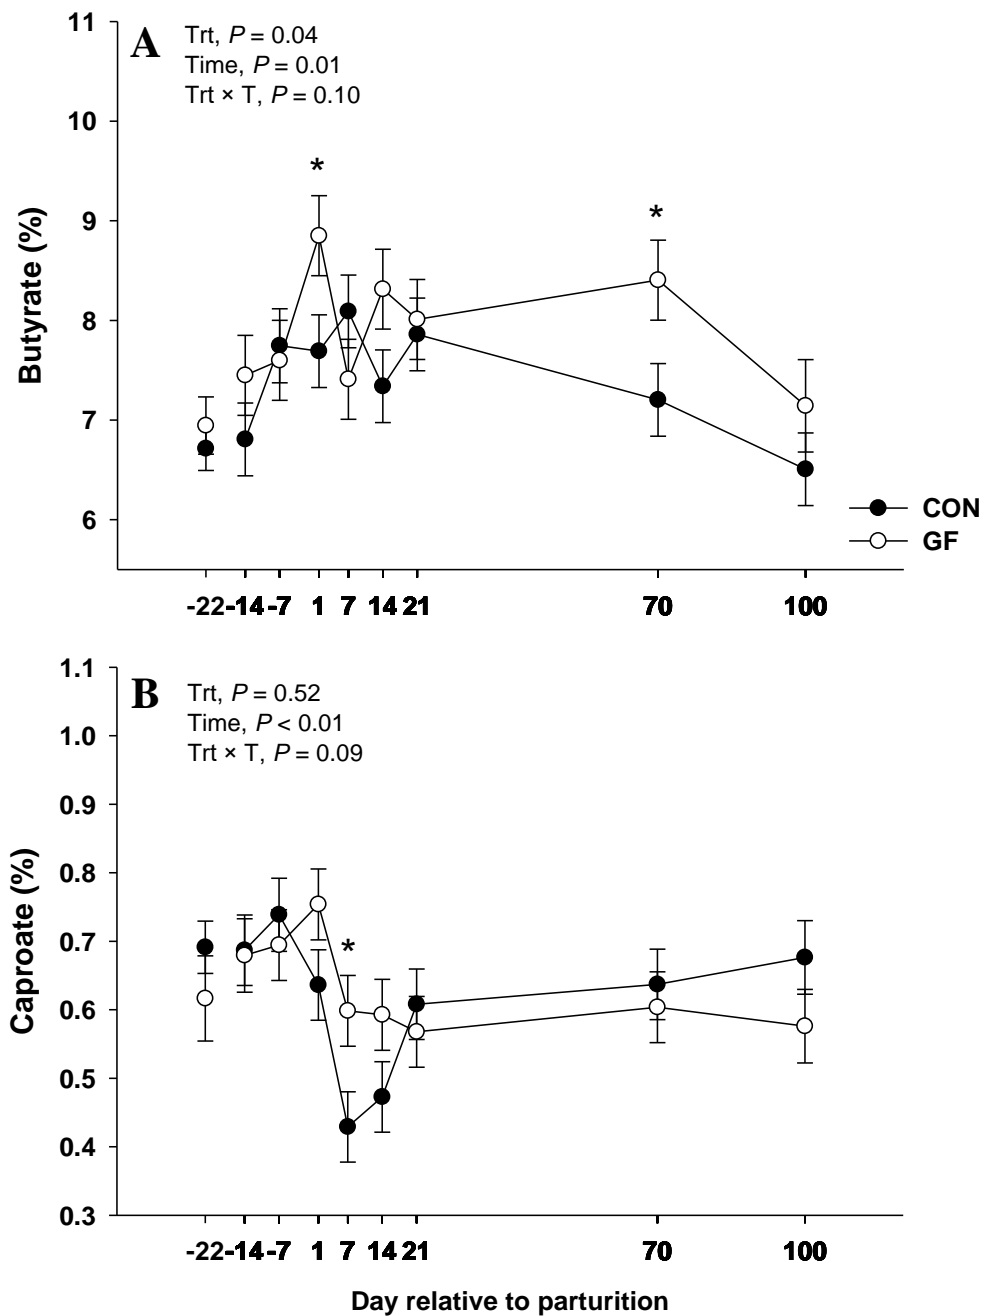 A
Trt, P = 0.04
Time, P = 0.01
Trt × T, P = 0.10
11
10
9
8
7
6
Butyrate (%)
*
*
CON
GF
-22 -14 -7 1 7 14 21 70 100
B
Trt, P = 0.52
Time, P < 0.01
Trt × T, P = 0.09
1.1
1.0
0.9
0.8
0.7
0.6
0.5
0.4
0.3
Caproate (%)
*
-22 -14 -7 1 7 14 21 70 100
Day relative to parturition